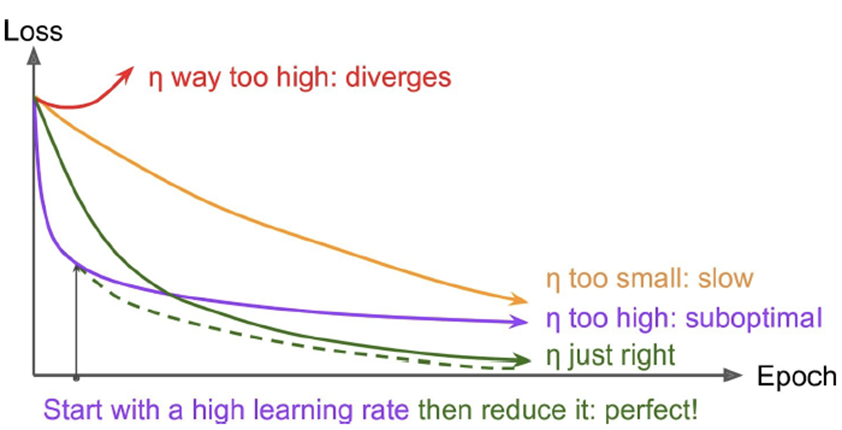 Loss
η way too high: diverges
η too small: slow
η too high: suboptimal
η just right
Epoch
Start with a high learning rate then reduce it: perfect!